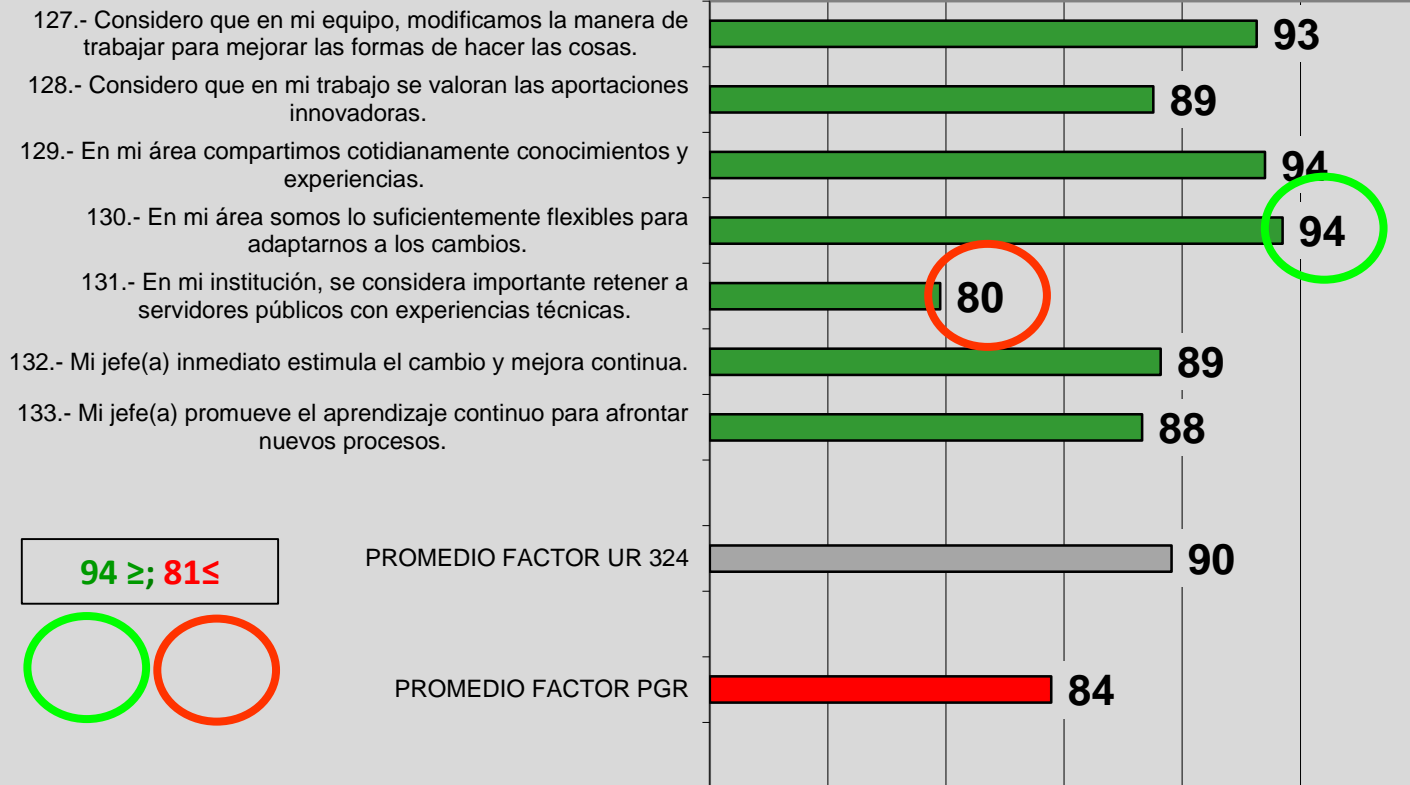 127.- Considero que en mi equipo, modificamos la manera de
trabajar para mejorar las formas de hacer las cosas.
93
128.- Considero que en mi trabajo se valoran las aportaciones
innovadoras.
89
129.- En mi área compartimos cotidianamente conocimientos y
experiencias.
94
130.- En mi área somos lo suficientemente flexibles para
adaptarnos a los cambios.
94
131.- En mi institución, se considera importante retener a
servidores públicos con experiencias técnicas.
80
132.- Mi jefe(a) inmediato estimula el cambio y mejora continua.
89
133.- Mi jefe(a) promueve el aprendizaje continuo para afrontar
nuevos procesos.
88
PROMEDIO FACTOR UR 324
90
94 ≥; 81≤
PROMEDIO FACTOR PGR
84